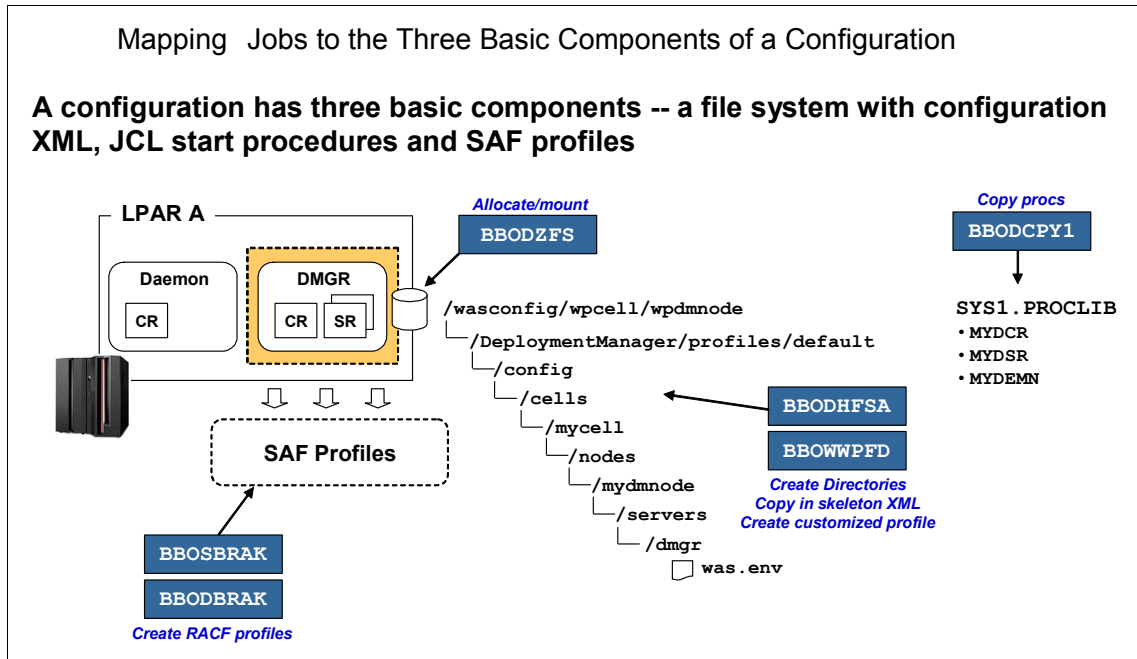 Mapping Jobs to the Three Basic Components of a Configuration
A configuration has three basic components -- a file system with configuration
XML, JCL start procedures and SAF profiles
LPAR A
Daemon
CR
DMGR
CR
SR
Allocate/mount
BBODZFS
Copy procs
BBODCPY1
SYS1.PROCLIB
• MYDCR
• MYDSR
• MYDEMN
/wasconfig/wpcell/wpdmnode
/DeploymentManager/profiles/default
/config
/cells
/mycell
/nodes
/mydmnode
/servers
/dmgr
was.env
BBODHFSA
BBOWWPFD
Create Directories
Copy in skeleton XML
Create customized profile
SAF Profiles
BBOSBRAK
BBODBRAK
Create RACF profiles